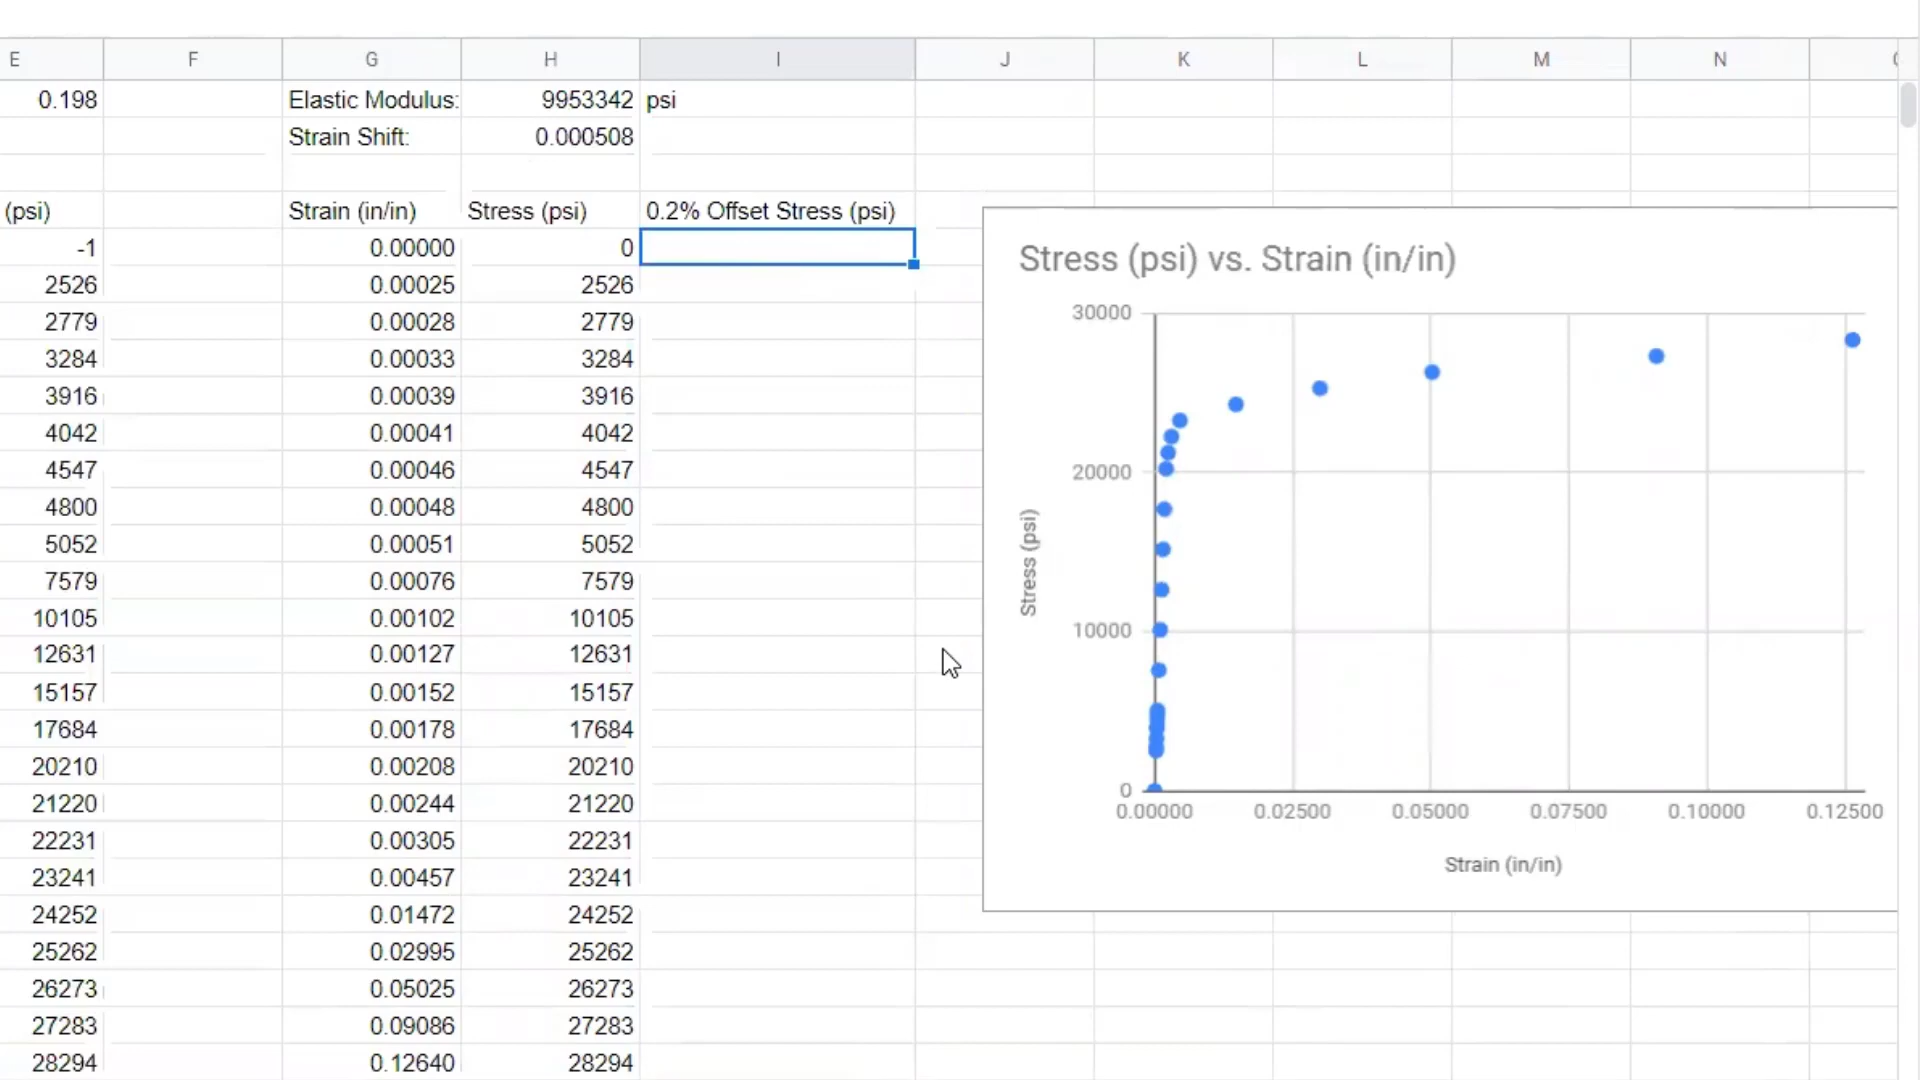 E F G H I J K L M N
0.198 Elastic Modulus: 9953342 psi
Strain Shift: 0.000508
(psi) Strain (in/in) Stress (psi) 0.2% Offset Stress (psi)
-1 0.00000 0
2526 0.00025 2526
2779 0.00028 2779
3284 0.00033 3284
3916 0.00039 3916
4042 0.00041 4042
4547 0.00046 4547
4800 0.00048 4800
5052 0.00051 5052
7579 0.00076 7579
10105 0.00102 10105
12631 0.00127 12631
15157 0.00152 15157
17684 0.00178 17684
20210 0.00208 20210
21220 0.00244 21220
22231 0.00305 22231
23241 0.00457 23241
24252 0.01472 24252
25262 0.02995 25262
26273 0.05025 26273
27283 0.09086 27283
28294 0.12640 28294
Stress (psi) vs. Strain (in/in)
30000
20000
10000
0
Stress (psi)
0.00000 0.02500 0.05000 0.07500 0.10000 0.12500
Strain (in/in)